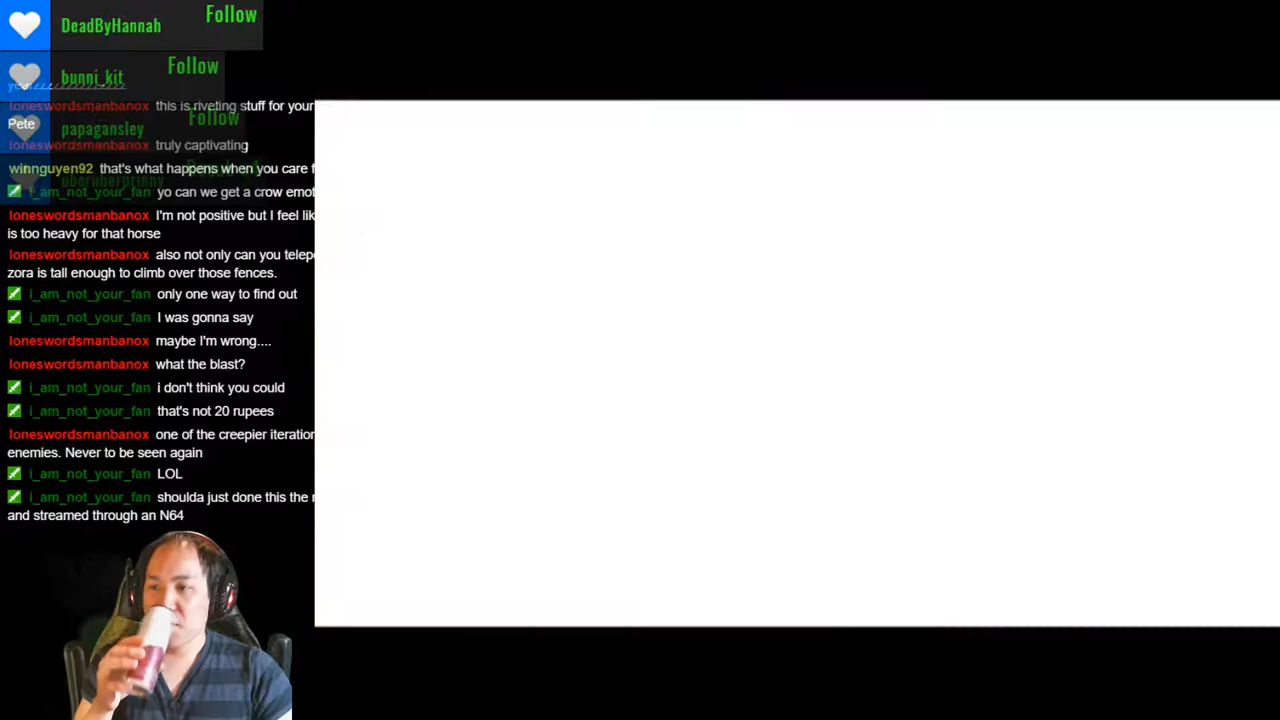 DeadByHannah Follow
bunni_kit Follow
loneswordsmanbanox this is riveting stuff for your
Pete
papagansley Follow
loneswordsmanbanox truly captivating
winnguyen92 that's what happens when you care f
i_am_not_your_fan yo can we get a crow emot
loneswordsmanbanox I'm not positive but I feel lik
is too heavy for that horse
loneswordsmanbanox also not only can you telep
zora is tall enough to climb over those fences.
i_am_not_your_fan only one way to find out
i_am_not_your_fan I was gonna say
loneswordsmanbanox maybe I'm wrong....
loneswordsmanbanox what the blast?
i_am_not_your_fan i don't think you could
i_am_not_your_fan that's not 20 rupees
loneswordsmanbanox one of the creepier iteration
enemies. Never to be seen again
i_am_not_your_fan LOL
i_am_not_your_fan shoulda just done this the r
and streamed through an N64